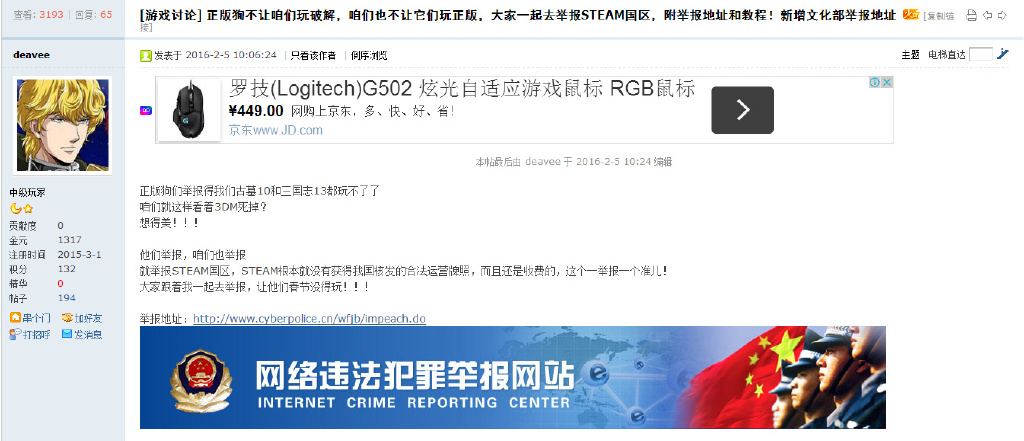 查看: 3193 | 回复: 65
[游戏讨论] 正版狗不让咱们玩破解，咱们也不让它们玩正版，大家一起去举报STEAM国区，附举报地址和教程！新增文化部举报地址 [复制链接]
deavee
发表于 2016-2-5 10:06:24 | 只看该作者 | 倒序浏览
主题 电梯直达
罗技(Logitech)G502 炫光自适应游戏鼠标 RGB鼠标
¥449.00 网购上京东，多、快、好、省！
京东www.JD.com
本帖最后由 deavee 于 2016-2-5 10:24 编辑
中级玩家
贡献度 0
金元 1317
注册时间 2015-3-1
积分 132
精华 0
帖子 194
串个门 加好友
打招呼 发消息
正版狗们举报得我们古墓10和三国志13都玩不了了
咱们就这样看着3DM死掉？
想得美！！！
他们举报，咱们也举报
就举报STEAM国区，STEAM根本就没有获得我国核发的合法运营牌照，而且还是收费的，这个一举报一个准儿！
大家跟着我一起去举报，让他们春节没得玩！！！
举报地址：http://www.cyberpolice.cn/wfjb/impeach.do
网络违法犯罪举报网站
INTERNET CRIME REPORTING CENTER